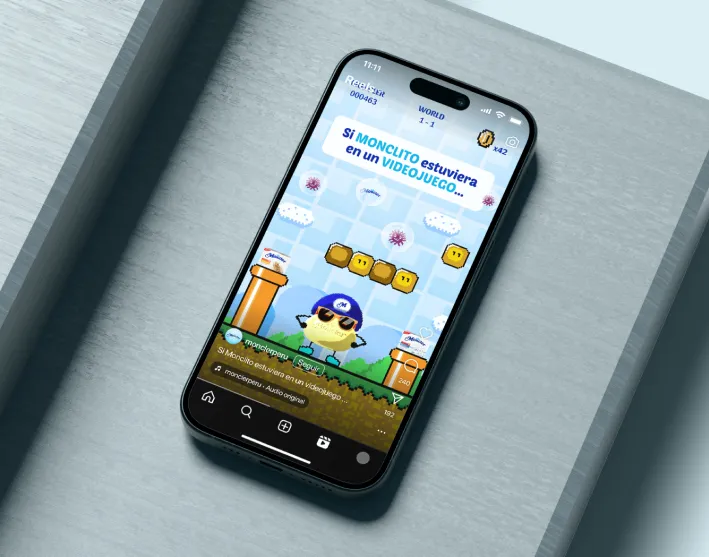 11:11
Reels
000463
WORLD
1 - 1
x42
Si MONCLITO estuviera
en un VIDEOJUEGO...
monclerperu Seguir
Si Monclito estuviera en un videojuego ...
monclerperu · Audio original
240
192